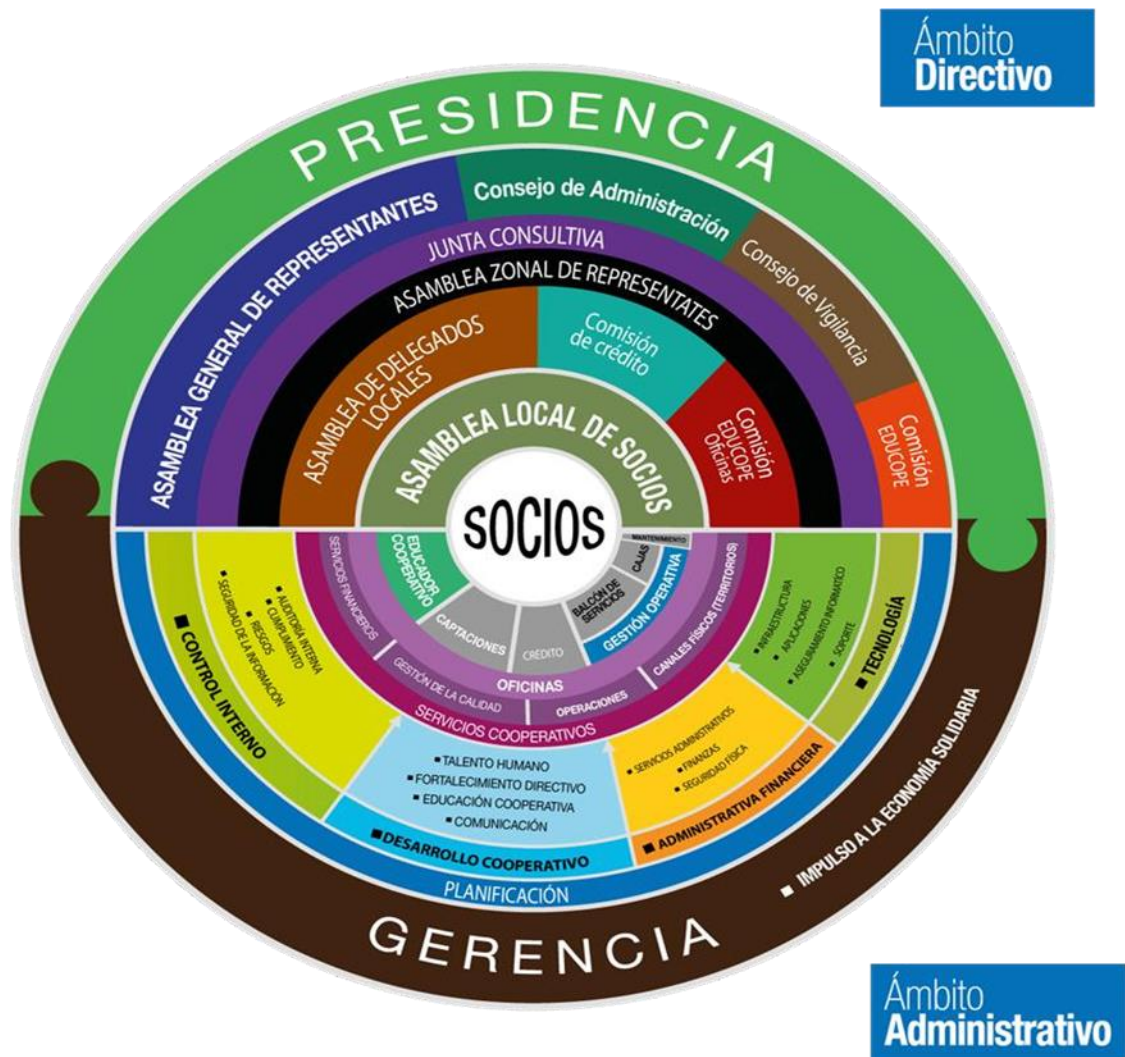 Ámbito
Directivo
PRESIDENCIA
ASAMBLEA GENERAL DE REPRESENTANTES
Consejo de Administración
Consejo de Vigilancia
Comisión
EDUCOPE
JUNTA CONSULTIVA
ASAMBLEA ZONAL DE REPRESENTATES
ASAMBLEA DE DELEGADOS
LOCALES
Comisión
de crédito
Comisión
EDUCOPE
Oficinas
ASAMBLEA LOCAL DE SOCIOS
SOCIOS
EDUCADOR
COOPERATIVO
CAPTACIONES
CRÉDITO
BALCÓN DE
SERVICIOS
CAJAS
MANTENIMIENTO
GESTIÓN OPERATIVA
OFICINAS
SERVICIOS FINANCIEROS
GESTIÓN DE LA CALIDAD
OPERACIONES
CANALES FÍSICOS (TERRITORIOS)
SERVICIOS COOPERATIVOS
▪ AUDITORÍA INTERNA
▪ CUMPLIMIENTO
▪ RIESGOS
▪ SEGURIDAD DE LA INFORMACIÓN
■ CONTROL INTERNO
▪ TALENTO HUMANO
▪ FORTALECIMIENTO DIRECTIVO
▪ EDUCACIÓN COOPERATIVA
▪ COMUNICACIÓN
■ DESARROLLO COOPERATIVO
▪ SERVICIOS ADMINISTRATIVOS
▪ FINANZAS
▪ SEGURIDAD FÍSICA
■ ADMINISTRATIVA FINANCIERA
▪ INFRAESTRUCTURA
▪ APLICACIONES
▪ ASEGURAMIENTO INFORMATICO
▪ SOPORTE
■ TECNOLOGÍA
PLANIFICACIÓN
■ IMPULSO A LA ECONOMÍA SOLIDARIA
GERENCIA
Ámbito
Administrativo